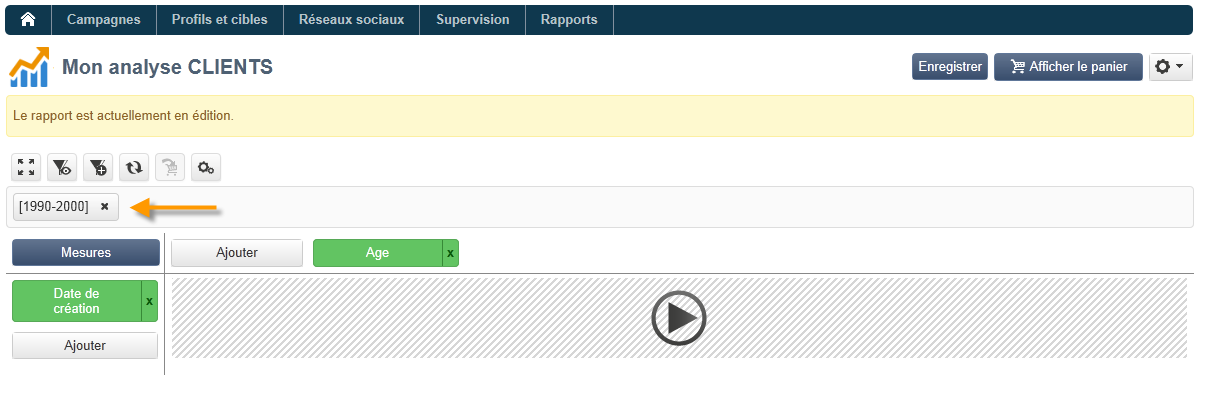 Campagnes Profils et cibles Réseaux sociaux Supervision Rapports
Mon analyse CLIENTS Enregistrer Afficher le panier
Le rapport est actuellement en édition.
[1990-2000] ×
Mesures Ajouter Age x
Date de
création x
Ajouter